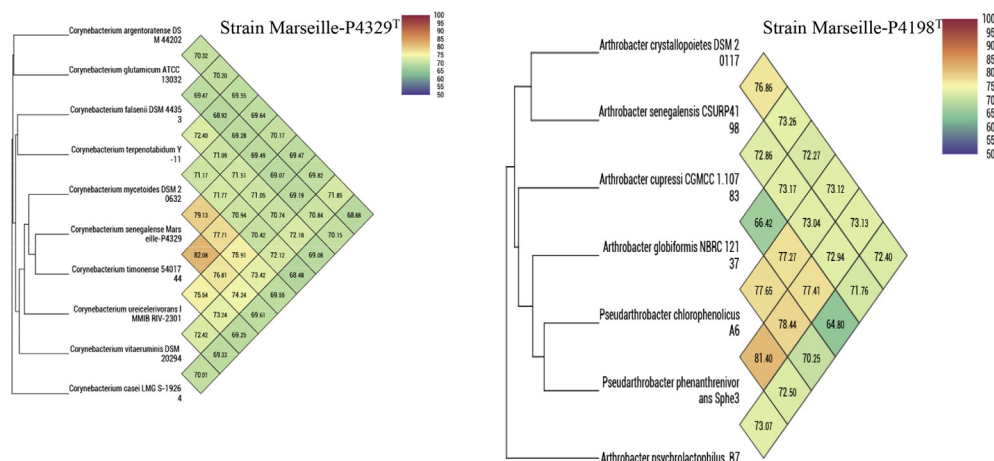 Strain Marseille-P4329T
100
95
90
85
80
75
70
65
60
55
50
Corynebacterium argentoratense DS
M 44202
Corynebacterium glutamicum ATCC
13032
Corynebacterium falsenii DSM 4435
3
Corynebacterium terpenotabidum Y
-11
Corynebacterium mycetoides DSM 2
0632
Corynebacterium senegalense Mars
eille-P4329
Corynebacterium timonense 54017
44
Corynebacterium ureicelerivorans I
MMIB RIV-2301
Corynebacterium vitaeruminis DSM
20294
Corynebacterium casei LMG S-1926
4
70.32
70.20
69.47 69.55
68.92 69.64
72.40 69.28 70.17
71.09 69.49 69.47
71.17 71.51 69.07 69.82
71.77 71.05 69.19 71.85
79.13 70.94 70.74 70.84 68.88
77.71 70.42 72.18 70.15
82.08 75.91 72.12 69.08
76.81 73.42 68.48
75.54 74.24 69.55
73.24 69.61
72.42 69.25
69.33
70.01
Strain Marseille-P4198T
100
95
90
85
80
75
70
65
60
55
50
Arthrobacter crystallopoietes DSM 2
0117
Arthrobacter senegalensis CSURP41
98
Arthrobacter cupressi CGMCC 1.107
83
Arthrobacter globiformis NBRC 121
37
Pseudarthrobacter chlorophenolicus
A6
Pseudarthrobacter phenanthrenivor
ans Sphe3
Arthrobacter psychrolactophilus B7
76.86
73.26
72.86 72.27
73.17 73.12
66.42 73.04 73.13
77.27 72.94 72.40
77.65 77.41 71.76
78.44 64.80
81.40 70.25
72.50
73.07